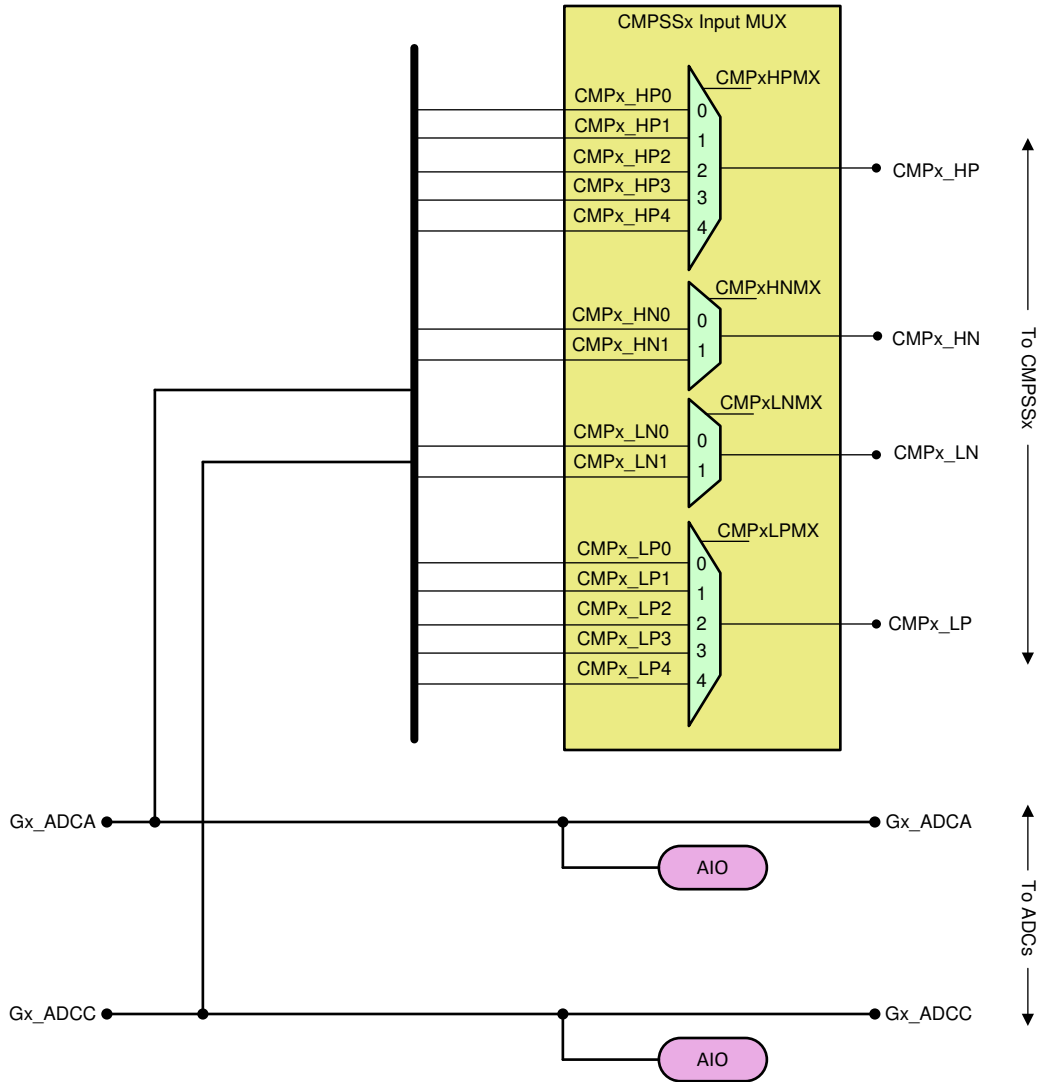 CMPSSx Input MUX
CMPxHPMX
CMPx_HP0
0
CMPx_HP1
1
CMPx_HP2
2
CMPx_HP
CMPx_HP3
3
CMPx_HP4
4
CMPxHNMX
CMPx_HN0
0
CMPx_HN
CMPx_HN1
1
To CMPSSx
CMPxLNMX
CMPx_LN0
0
CMPx_LN
CMPx_LN1
1
CMPxLPMX
CMPx_LP0
0
CMPx_LP1
1
CMPx_LP2
2
CMPx_LP
CMPx_LP3
3
CMPx_LP4
4
Gx_ADCA
Gx_ADCA
AIO
To ADCs
Gx_ADCC
Gx_ADCC
AIO